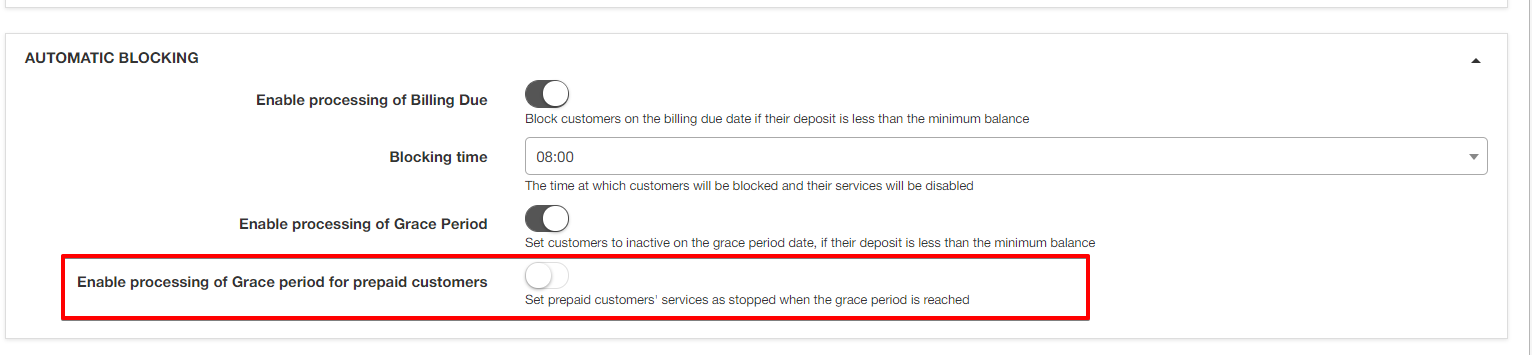 AUTOMATIC BLOCKING
Enable processing of Billing Due
Block customers on the billing due date if their deposit is less than the minimum balance
Blocking time
08:00
The time at which customers will be blocked and their services will be disabled
Enable processing of Grace Period
Set customers to inactive on the grace period date, if their deposit is less than the minimum balance
Enable processing of Grace period for prepaid customers
Set prepaid customers' services as stopped when the grace period is reached